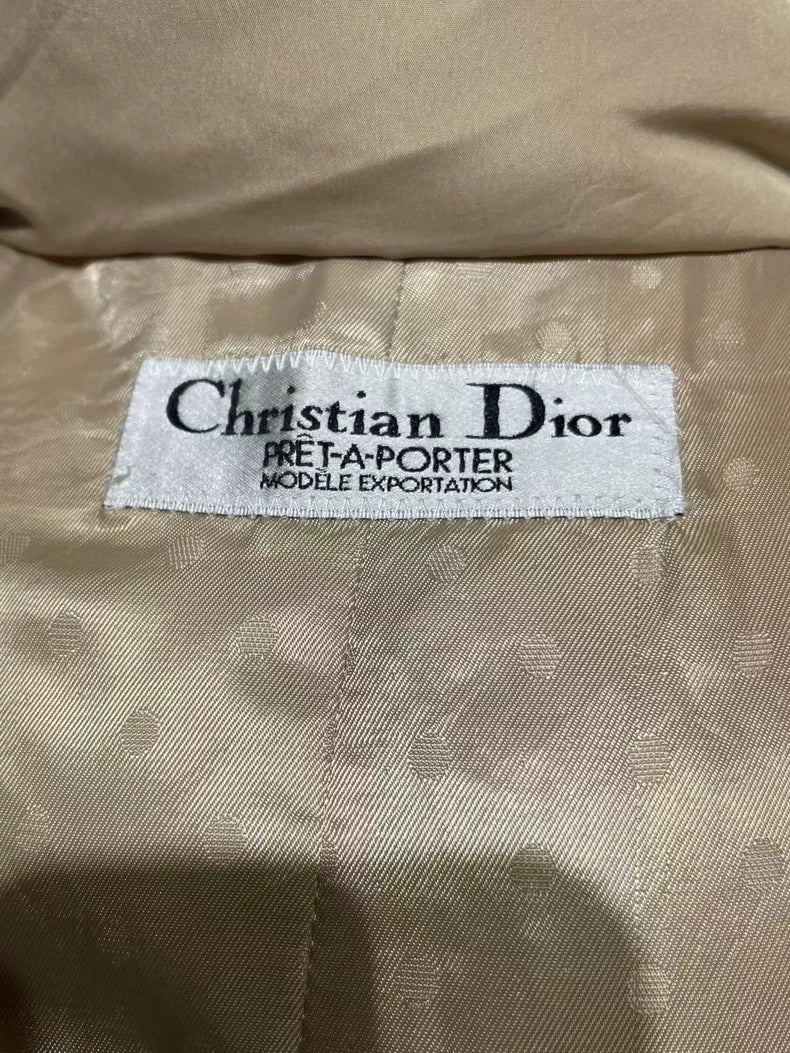 Christian Dior
PRÊT-A-PORTER
MODÈLE EXPORTATION